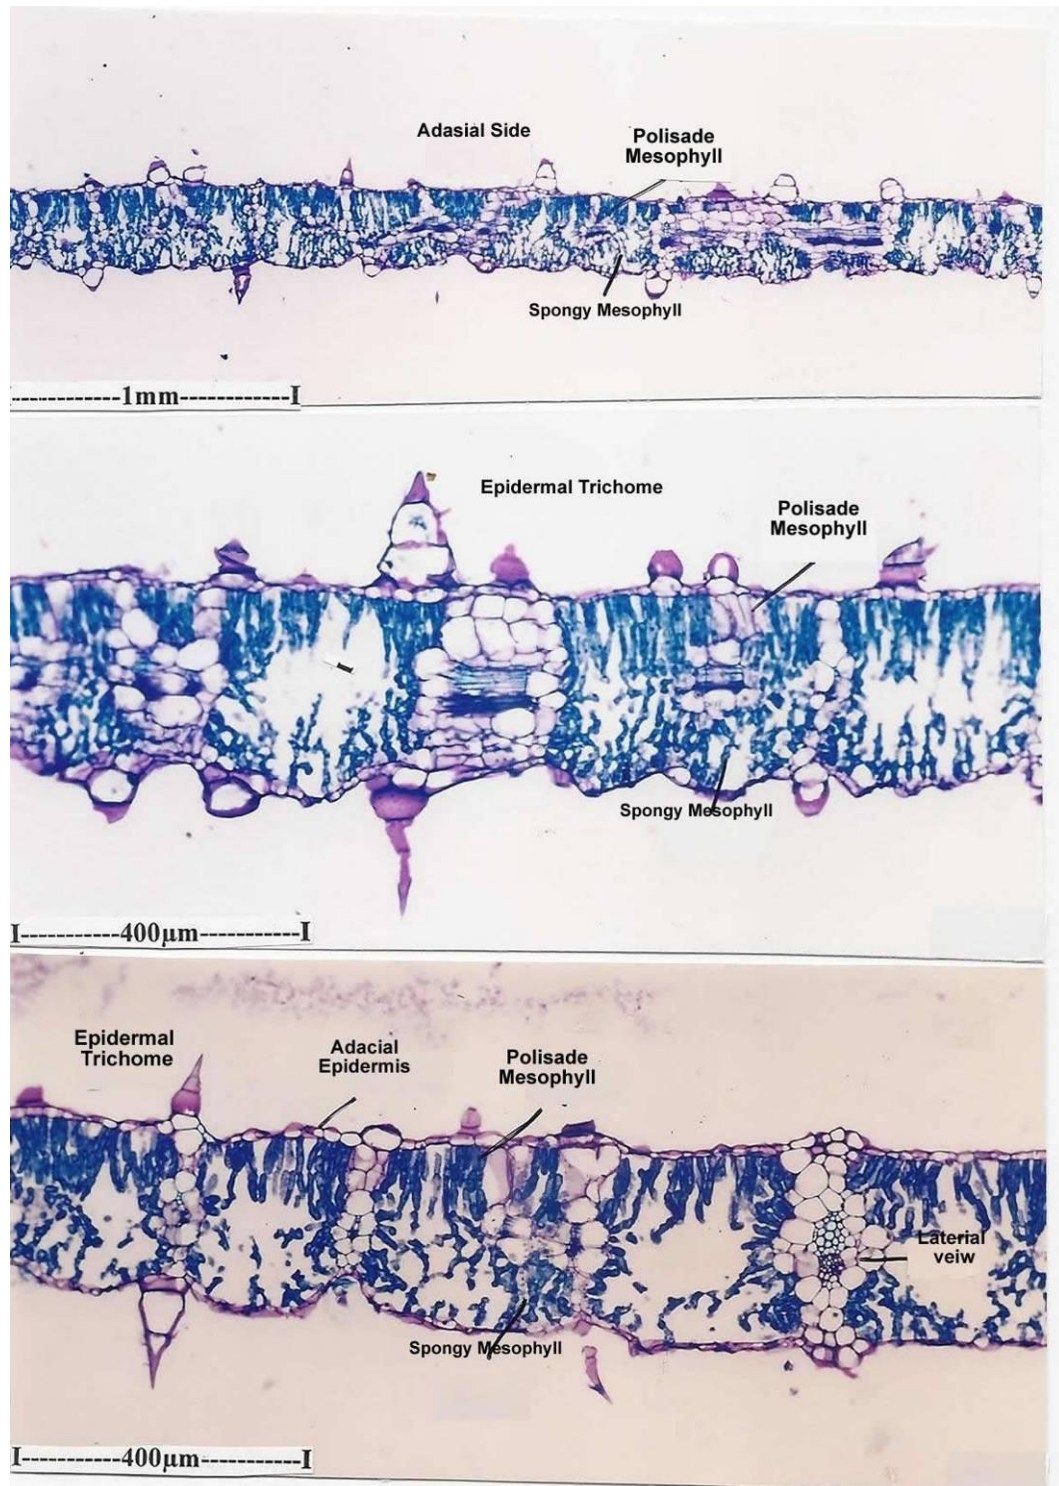 Adasial Side
Polisade
Mesophyll
Spongy Mesophyll
------------1mm------------I
Epidermal Trichome
Polisade
Mesophyll
Spongy Mesophyll
I-----------400µm-----------I
Epidermal
Trichome
Adacial
Epidermis
Polisade
Mesophyll
Laterial
veiw
Spongy Mesophyll
I-----------400µm-----------I